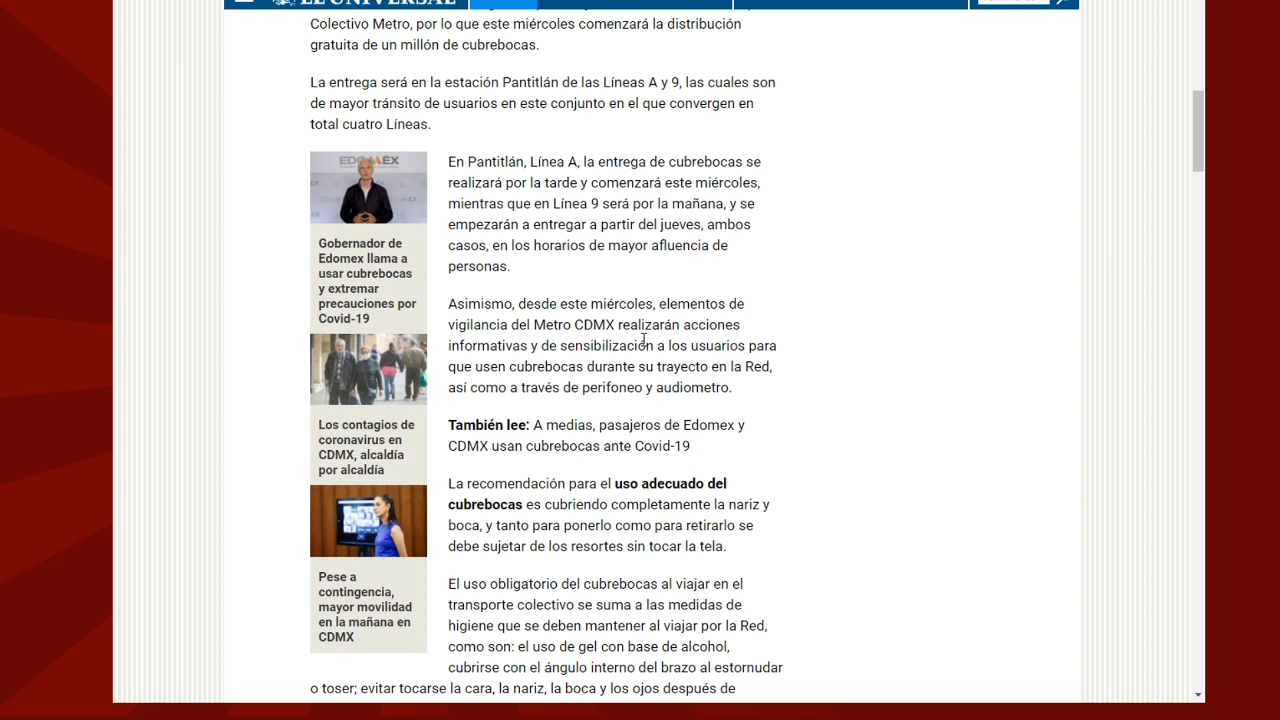 EL UNIVERSAL
Colectivo Metro, por lo que este miércoles comenzará la distribución
gratuita de un millón de cubrebocas.
La entrega será en la estación Pantitlán de las Líneas A y 9, las cuales son
de mayor tránsito de usuarios en este conjunto en el que convergen en
total cuatro Líneas.
EDOMÉX
Gobernador de
Edomex llama a
usar cubrebocas
y extremar
precauciones por
Covid-19
Los contagios de
coronavirus en
CDMX, alcaldía
por alcaldía
Pese a
contingencia,
mayor movilidad
en la mañana en
CDMX
En Pantitlán, Línea A, la entrega de cubrebocas se
realizará por la tarde y comenzará este miércoles,
mientras que en Línea 9 será por la mañana, y se
empezarán a entregar a partir del jueves, ambos
casos, en los horarios de mayor afluencia de
personas.
Asimismo, desde este miércoles, elementos de
vigilancia del Metro CDMX realizarán acciones
informativas y de sensibilización a los usuarios para
que usen cubrebocas durante su trayecto en la Red,
así como a través de perifoneo y audiometro.
También lee: A medias, pasajeros de Edomex y
CDMX usan cubrebocas ante Covid-19
La recomendación para el uso adecuado del
cubrebocas es cubriendo completamente la nariz y
boca, y tanto para ponerlo como para retirarlo se
debe sujetar de los resortes sin tocar la tela.
El uso obligatorio del cubrebocas al viajar en el
transporte colectivo se suma a las medidas de
higiene que se deben mantener al viajar por la Red,
como son: el uso de gel con base de alcohol,
cubrirse con el ángulo interno del brazo al estornudar
o toser; evitar tocarse la cara, la nariz, la boca y los ojos después de